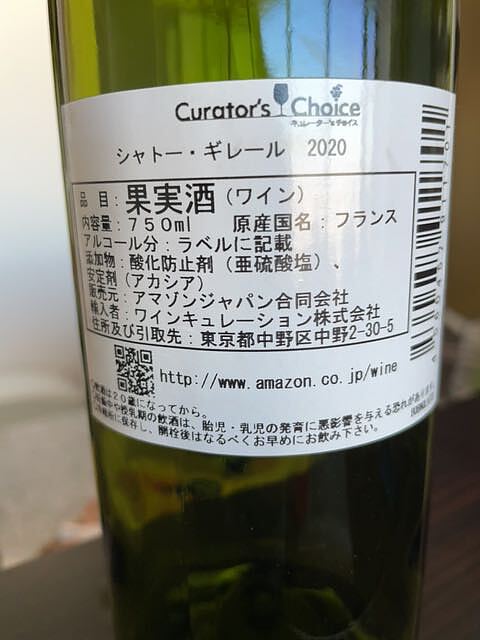 Curator's Choice
キュレーターズチョイス
シャトー・ギレール 2020
品 目：果実酒（ワイン）
内容量：７５０ml 原産国名：フランス
アルコール分：ラベルに記載
添加物：酸化防止剤（亜硫酸塩）、
安定剤（アカシア）
販売元：アマゾンジャパン合同会社
輸入者：ワインキュレーション株式会社
住所及び引取先：東京都中野区中野2-30-5
http://www.amazon.co.jp/wine
飲酒は20歳になってから。
や授乳期の飲酒は、胎児・乳児の発育に悪影響を与える恐れがあります。
に保存し、開栓後はなるべくお早めにお飲み下さい。